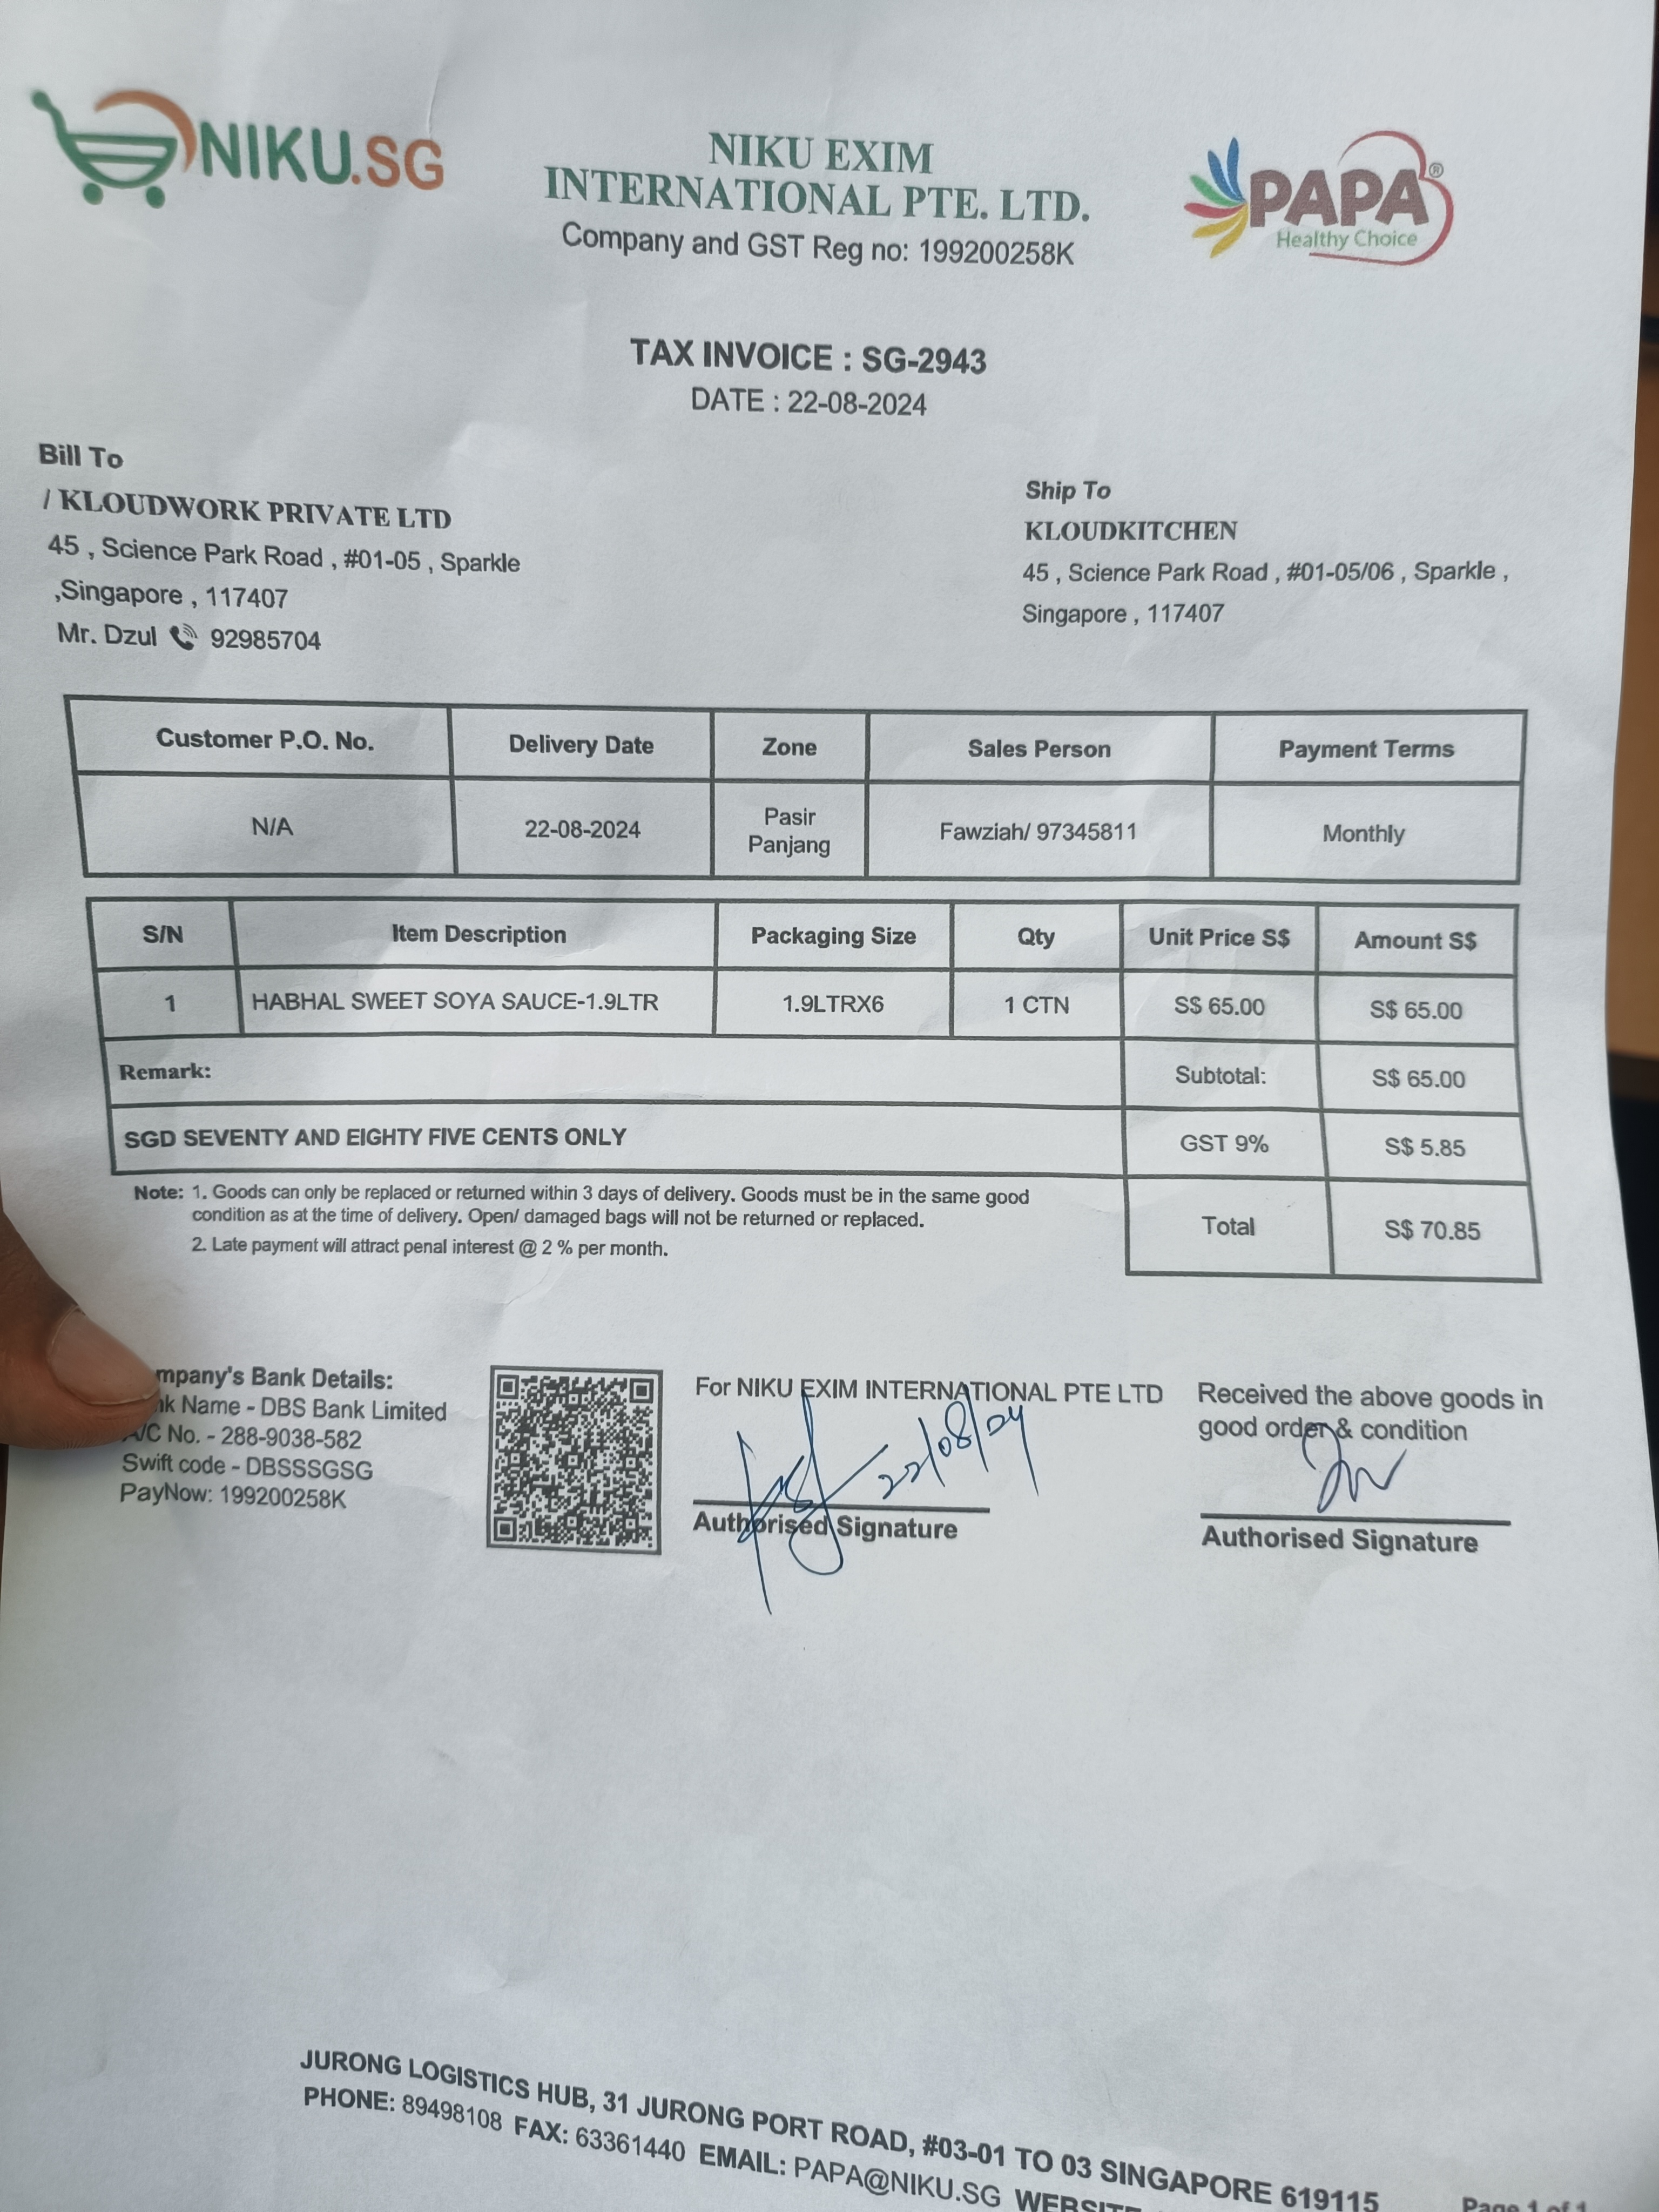 NIKU.SG
NIKU EXIM
INTERNATIONAL PTE. LTD.
Company and GST Reg no: 199200258K
PAPA®
Healthy Choice
TAX INVOICE : SG-2943
DATE : 22-08-2024
Bill To
/ KLOUDWORK PRIVATE LTD
45 , Science Park Road , #01-05 , Sparkle
,Singapore , 117407
Mr. Dzul 92985704
Ship To
KLOUDKITCHEN
45 , Science Park Road , #01-05/06 , Sparkle ,
Singapore , 117407
Customer P.O. No. Delivery Date Zone Sales Person Payment Terms
N/A 22-08-2024 Pasir Panjang Fawziah/ 97345811 Monthly
S/N Item Description Packaging Size Qty Unit Price S$ Amount S$
1 HABHAL SWEET SOYA SAUCE-1.9LTR 1.9LTRX6 1 CTN S$ 65.00 S$ 65.00
Remark: Subtotal: S$ 65.00
SGD SEVENTY AND EIGHTY FIVE CENTS ONLY GST 9% S$ 5.85
Total S$ 70.85
Note: 1. Goods can only be replaced or returned within 3 days of delivery. Goods must be in the same good
condition as at the time of delivery. Open/ damaged bags will not be returned or replaced.
2. Late payment will attract penal interest @ 2 % per month.
mpany's Bank Details:
nk Name - DBS Bank Limited
A/C No. - 288-9038-582
Swift code - DBSSSGSG
PayNow: 199200258K
For NIKU EXIM INTERNATIONAL PTE LTD
22/08/24
Authorised Signature
Received the above goods in
good order & condition
Authorised Signature
JURONG LOGISTICS HUB, 31 JURONG PORT ROAD, #03-01 TO 03 SINGAPORE 619115
PHONE: 89498108 FAX: 63361440 EMAIL: PAPA@NIKU.SG WEBSITE
Page 1 of 1